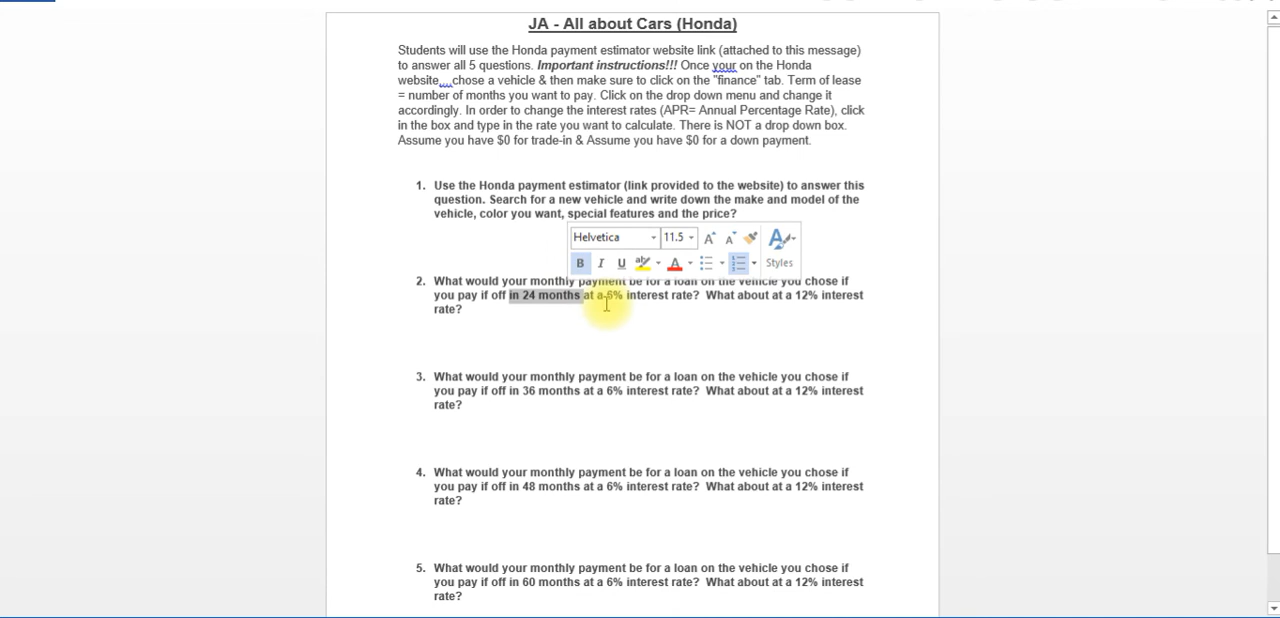 JA - All about Cars (Honda)
Students will use the Honda payment estimator website link (attached to this message)
to answer all 5 questions. Important instructions!!! Once your on the Honda
website, chose a vehicle & then make sure to click on the "finance" tab. Term of lease
= number of months you want to pay. Click on the drop down menu and change it
accordingly. In order to change the interest rates (APR= Annual Percentage Rate), click
in the box and type in the rate you want to calculate. There is NOT a drop down box.
Assume you have $0 for trade-in & Assume you have $0 for a down payment.
1. Use the Honda payment estimator (link provided to the website) to answer this
question. Search for a new vehicle and write down the make and model of the
vehicle, color you want, special features and the price?
Helvetica 11.5 A A A
B I U aby A Styles
2. What would your monthly payment be for a loan on the vehicle you chose if
you pay if off in 24 months at a 6% interest rate? What about at a 12% interest
rate?
3. What would your monthly payment be for a loan on the vehicle you chose if
you pay if off in 36 months at a 6% interest rate? What about at a 12% interest
rate?
4. What would your monthly payment be for a loan on the vehicle you chose if
you pay if off in 48 months at a 6% interest rate? What about at a 12% interest
rate?
5. What would your monthly payment be for a loan on the vehicle you chose if
you pay if off in 60 months at a 6% interest rate? What about at a 12% interest
rate?